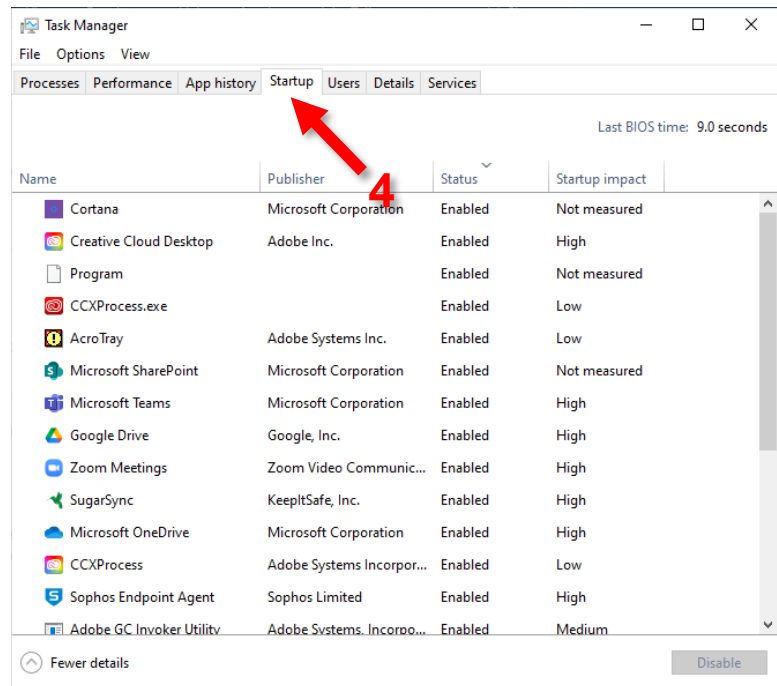 Task Manager
File Options View
Processes Performance App history Startup Users Details Services
Last BIOS time: 9.0 seconds
4
Name Publisher Status Startup impact
Cortana Microsoft Corporation Enabled Not measured
Creative Cloud Desktop Adobe Inc. Enabled High
Program Enabled Not measured
CCXProcess.exe Enabled Low
AcroTray Adobe Systems Inc. Enabled Low
Microsoft SharePoint Microsoft Corporation Enabled Not measured
Microsoft Teams Microsoft Corporation Enabled High
Google Drive Google, Inc. Enabled High
Zoom Meetings Zoom Video Communic... Enabled High
SugarSync KeepItSafe, Inc. Enabled High
Microsoft OneDrive Microsoft Corporation Enabled High
CCXProcess Adobe Systems Incorpor... Enabled Low
Sophos Endpoint Agent Sophos Limited Enabled High
Adobe GC Invoker Utility Adobe Systems, Incorpo... Enabled Medium
Fewer details Disable